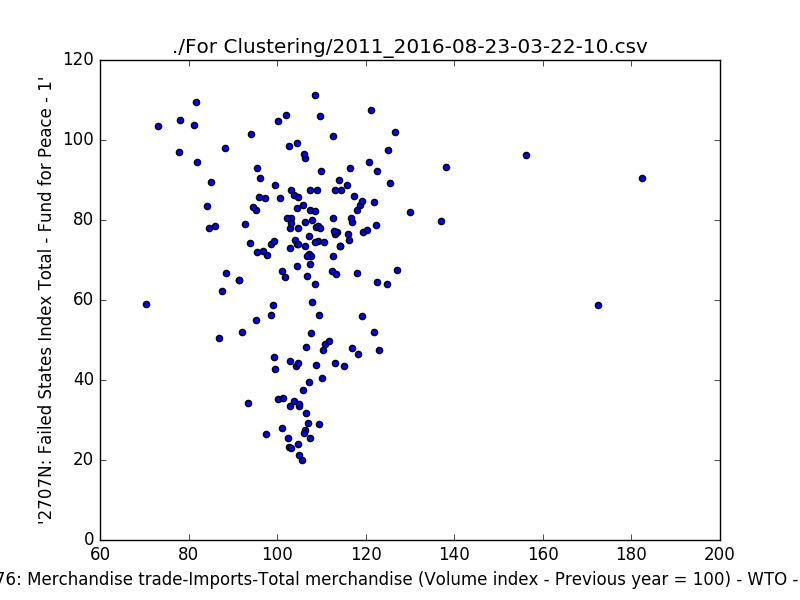 ./For Clustering/2011_2016-08-23-03-22-10.csv
'2707N: Failed States Index Total - Fund for Peace - 1'
120
100
80
60
40
20
0
60 80 100 120 140 160 180 200
76: Merchandise trade-Imports-Total merchandise (Volume index - Previous year = 100) - WTO -